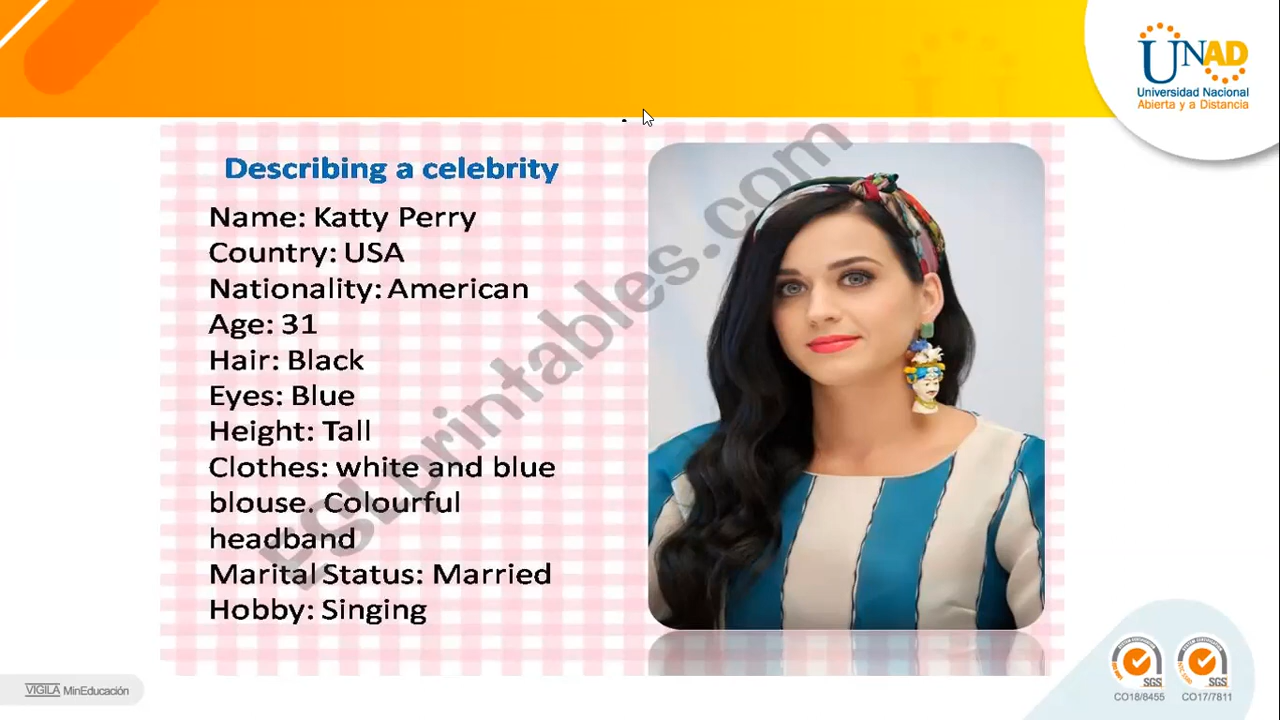 UNAD
Universidad Nacional
Abierta y a Distancia
Describing a celebrity
Name: Katty Perry
Country: USA
Nationality: American
Age: 31
Hair: Black
Eyes: Blue
Height: Tall
Clothes: white and blue
blouse. Colourful
headband
Marital Status: Married
Hobby: Singing
ESLprintables.com
VIGILA MinEducación
SGS
SGS
CO18/8455
CO17/7811